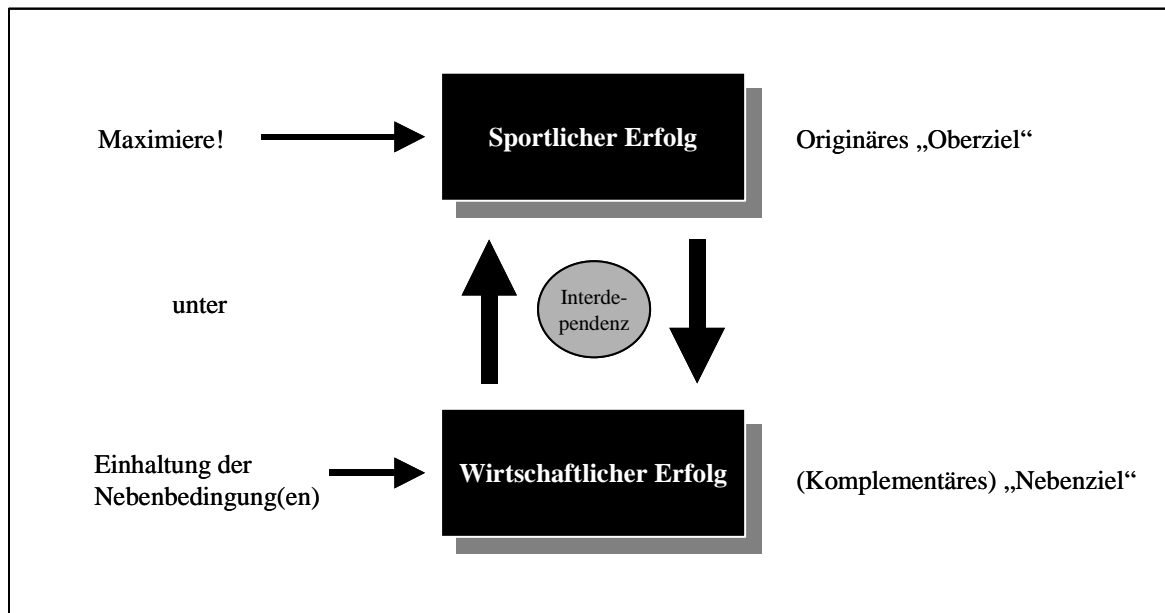 Maximiere!
Sportlicher Erfolg
Originäres „Oberziel“
unter
Interde-
pendenz
Einhaltung der
Nebenbedingung(en)
Wirtschaftlicher Erfolg
(Komplementäres) „Nebenziel“